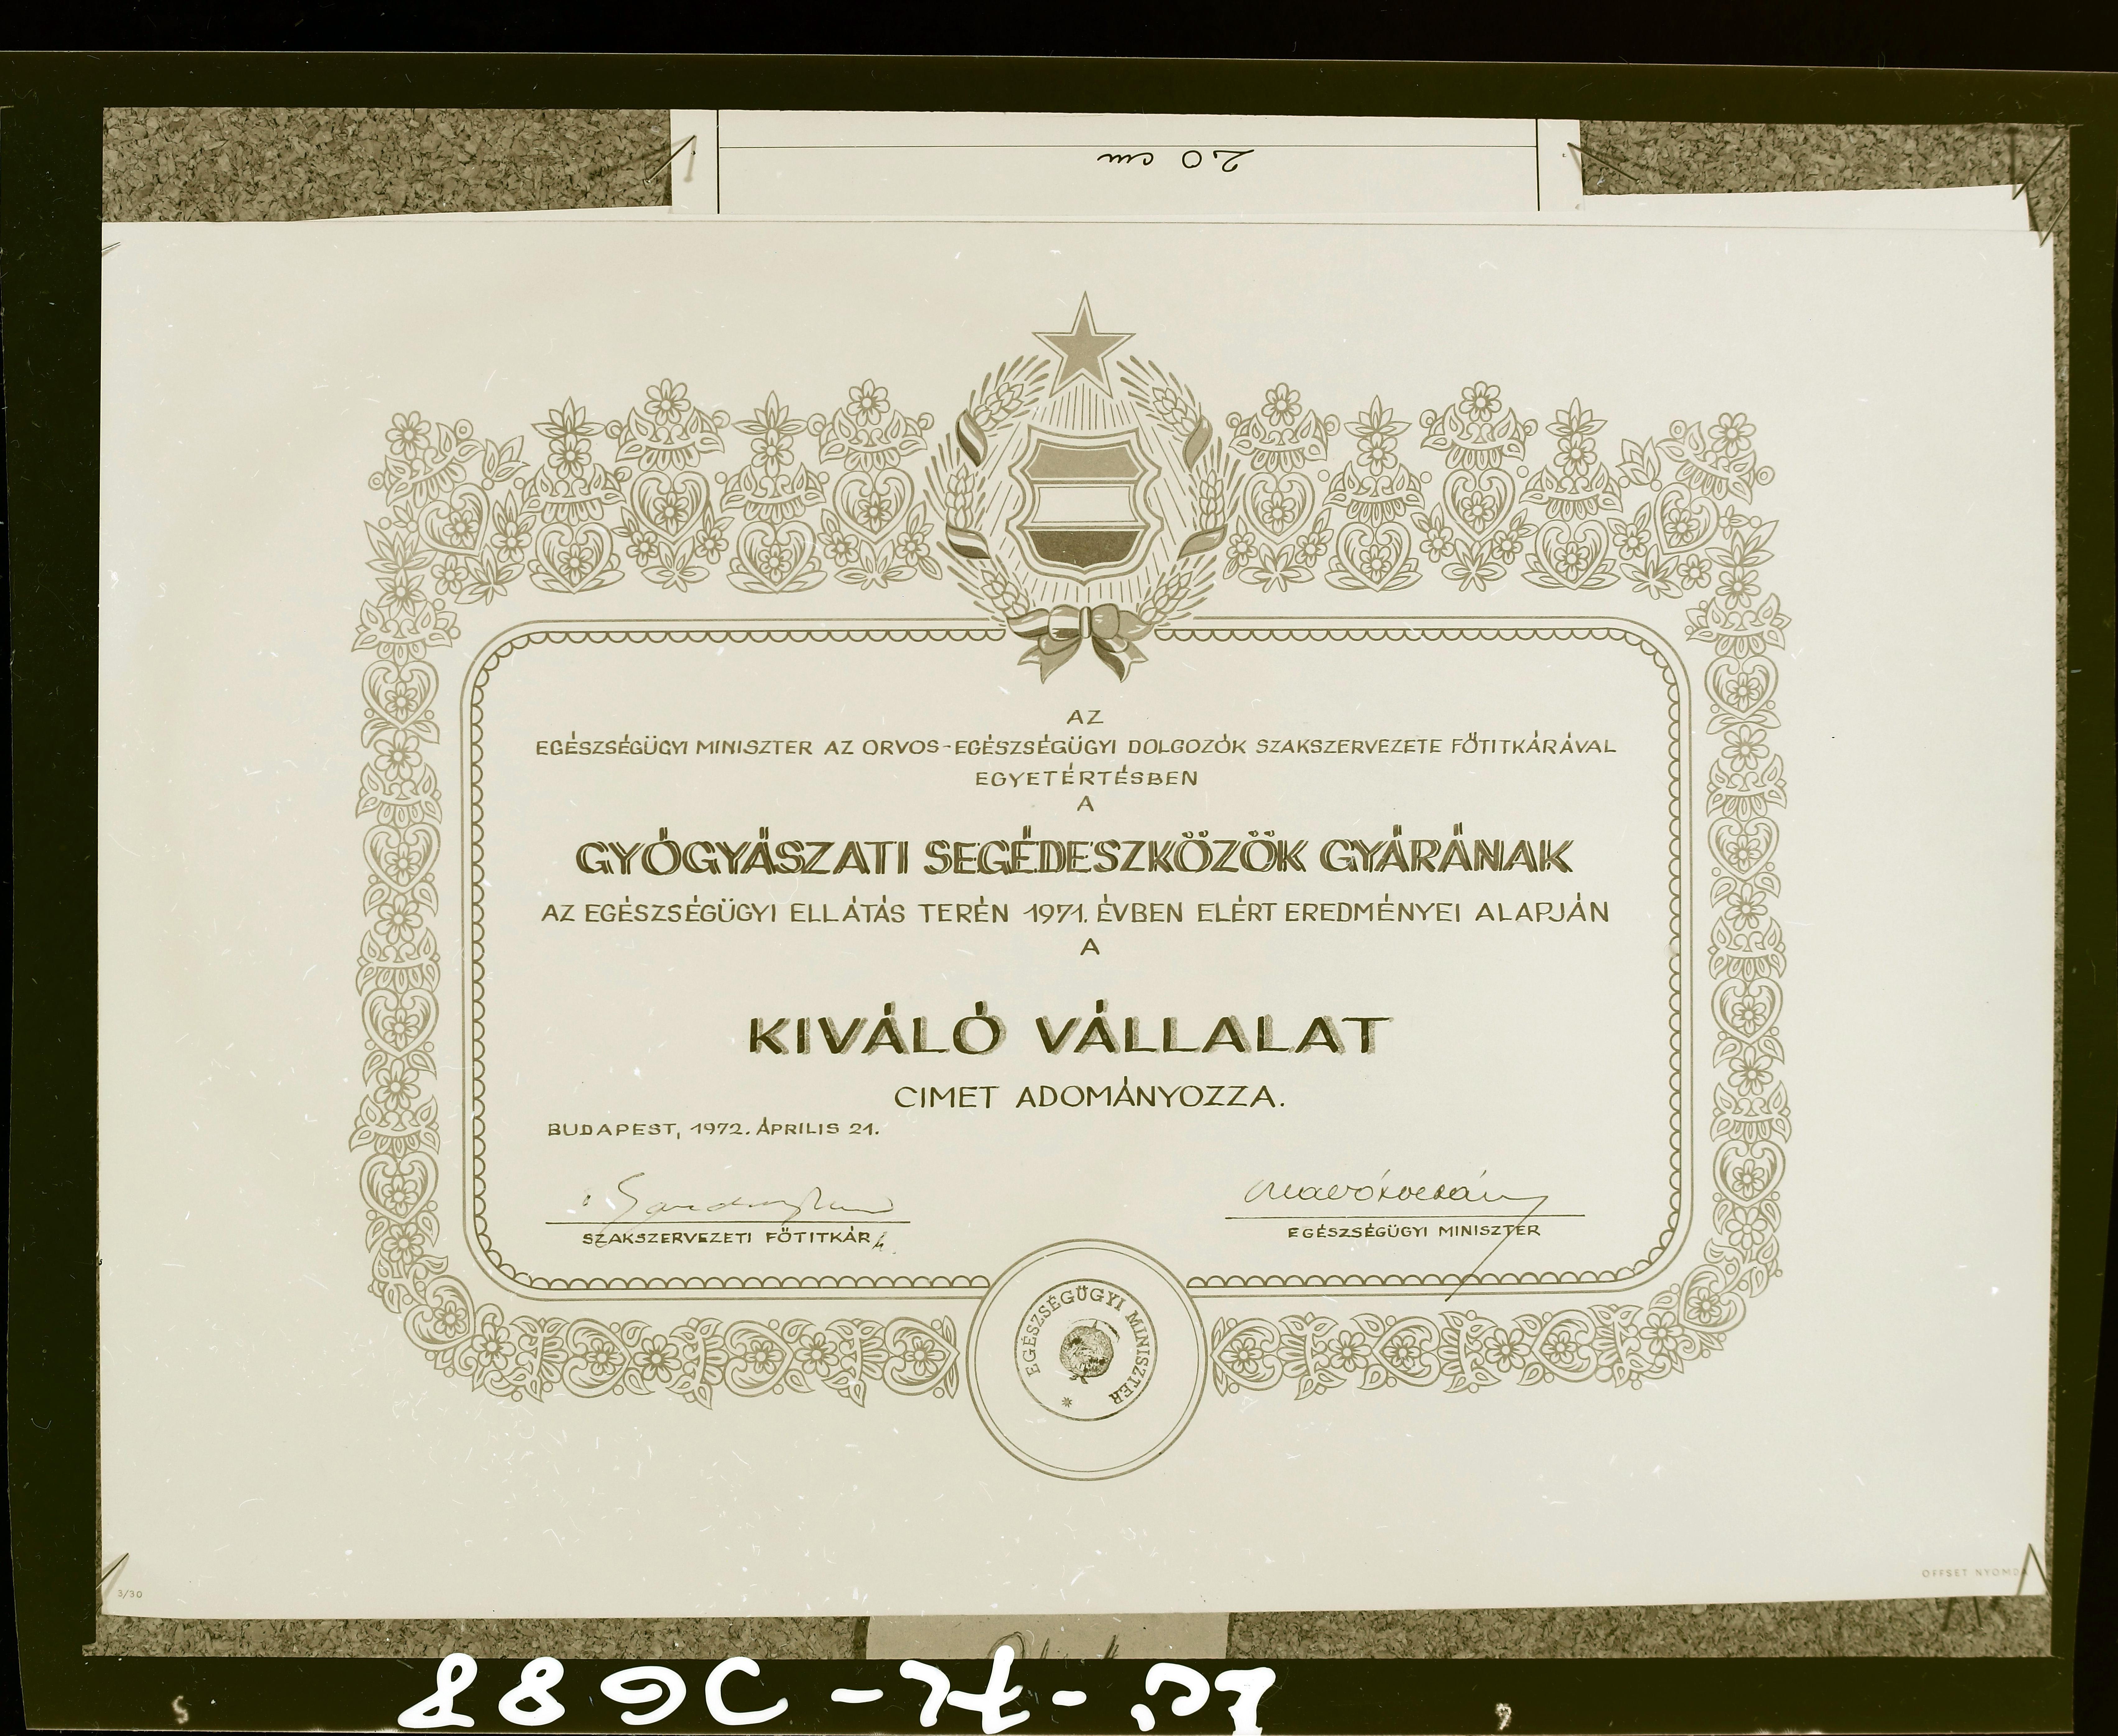 20 cm
AZ
EGÉSZSÉGÜGYI MINISZTER AZ ORVOS-EGÉSZSÉGÜGYI DOLGOZÓK SZAKSZERVEZETE FŐTITKÁRÁVAL
EGYETÉRTÉSBEN
A
GYÓGYÁSZATI SEGÉDESZKÖZÖK GYÁRÁNAK
AZ EGÉSZSÉGÜGYI ELLÁTÁS TERÉN 1971. ÉVBEN ELÉRT EREDMÉNYEI ALAPJÁN
A
KIVÁLÓ VÁLLALAT
CIMET ADOMÁNYOZZA.
BUDAPEST, 1972. ÁPRILIS 21.
SZAKSZERVEZETI FŐTITKÁR
EGÉSZSÉGÜGYI MINISZTER
EGÉSZSÉGÜGYI MINISZTER
3/30
OFFSET NYOMDA